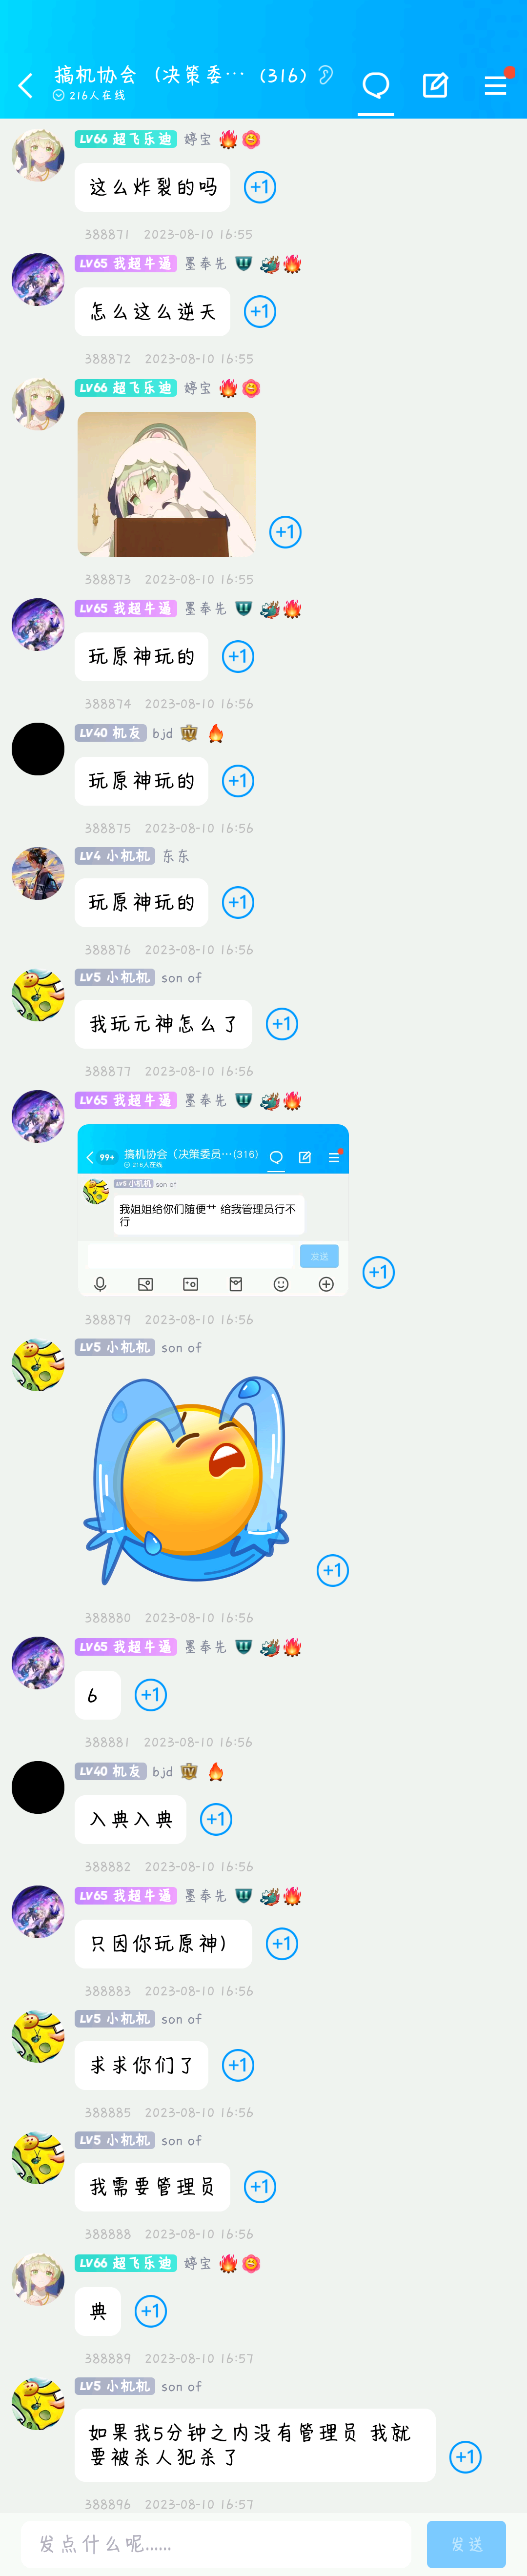 搞机协会（决策委…（316）
216人在线
LV66 超飞乐迪 婷宝
这么炸裂的吗
+1
388871 2023-08-10 16:55
LV65 我超牛逼 墨奉先
怎么这么逆天
+1
388872 2023-08-10 16:55
LV66 超飞乐迪 婷宝
+1
388873 2023-08-10 16:55
LV65 我超牛逼 墨奉先
玩原神玩的
+1
388874 2023-08-10 16:56
LV40 机友 bjd IV
玩原神玩的
+1
388875 2023-08-10 16:56
LV4 小机机 东东
玩原神玩的
+1
388876 2023-08-10 16:56
LV5 小机机 son of
我玩元神怎么了
+1
388877 2023-08-10 16:56
LV65 我超牛逼 墨奉先
99+ 搞机协会（决策委员…(316)
216人在线
LV5 小机机 son of
我姐姐给你们随便艹 给我管理员行不
行
发送
+1
388879 2023-08-10 16:56
LV5 小机机 son of
+1
388880 2023-08-10 16:56
LV65 我超牛逼 墨奉先
6
+1
388881 2023-08-10 16:56
LV40 机友 bjd IV
入典入典
+1
388882 2023-08-10 16:56
LV65 我超牛逼 墨奉先
只因你玩原神）
+1
388883 2023-08-10 16:56
LV5 小机机 son of
求求你们了
+1
388885 2023-08-10 16:56
LV5 小机机 son of
我需要管理员
+1
388888 2023-08-10 16:56
LV66 超飞乐迪 婷宝
典
+1
388889 2023-08-10 16:57
LV5 小机机 son of
如果我5分钟之内没有管理员 我就
要被杀人犯杀了
+1
388896 2023-08-10 16:57
发点什么呢......
发送